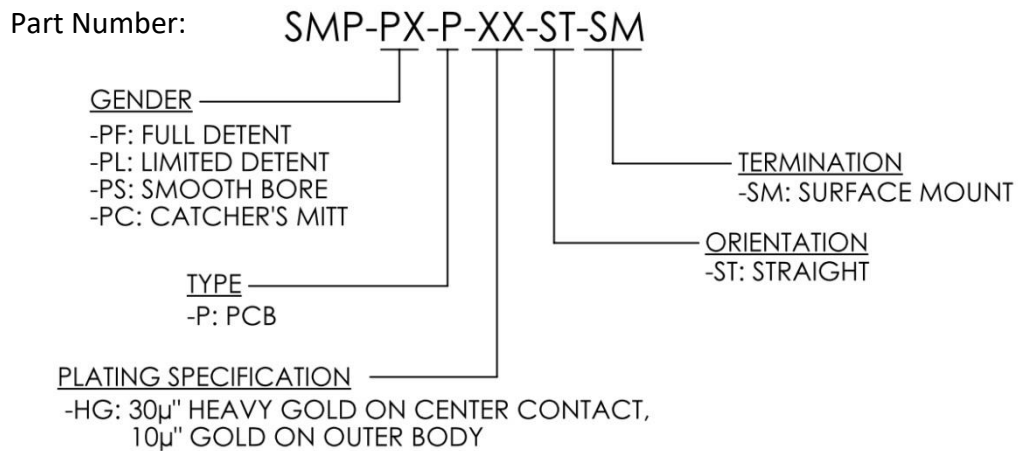 Part Number: SMP-PX-P-XX-ST-SM
GENDER
-PF: FULL DETENT
-PL: LIMITED DETENT
-PS: SMOOTH BORE
-PC: CATCHER'S MITT
TERMINATION
-SM: SURFACE MOUNT
ORIENTATION
-ST: STRAIGHT
TYPE
-P: PCB
PLATING SPECIFICATION
-HG: 30µ" HEAVY GOLD ON CENTER CONTACT,
10µ" GOLD ON OUTER BODY